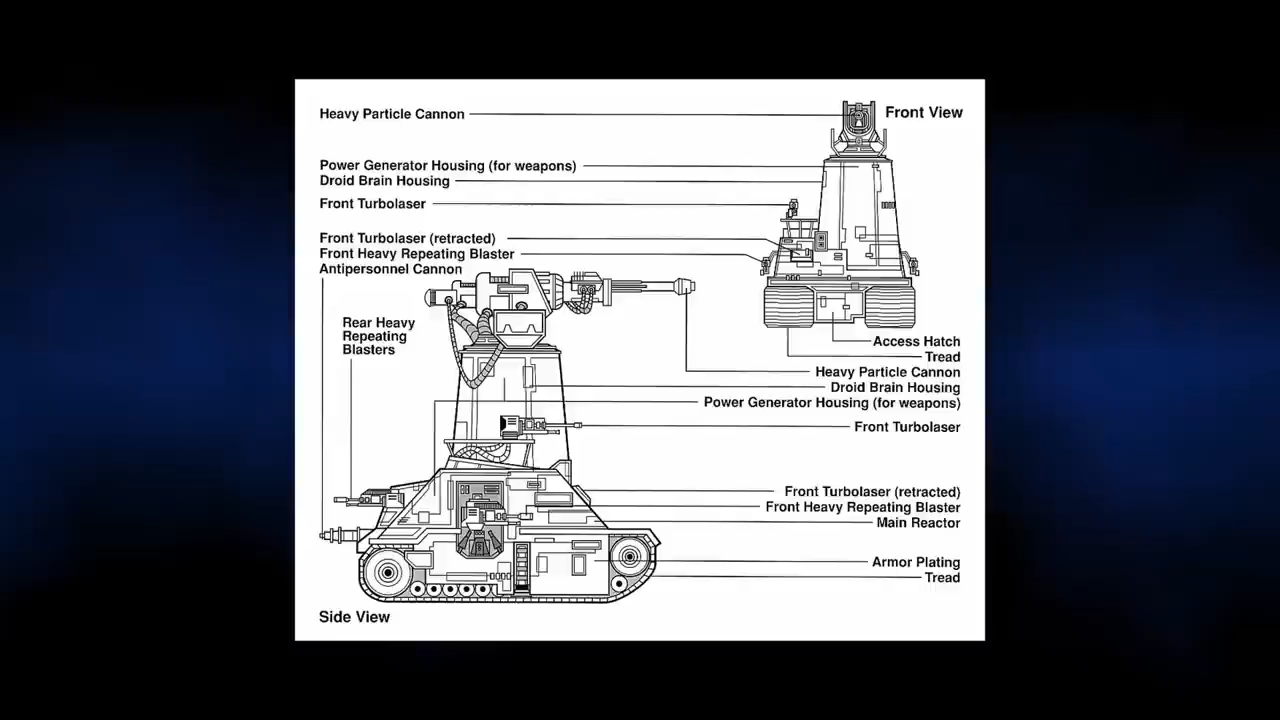 Heavy Particle Cannon
Front View
Power Generator Housing (for weapons)
Droid Brain Housing
Front Turbolaser
Front Turbolaser (retracted)
Front Heavy Repeating Blaster
Antipersonnel Cannon
Rear Heavy
Repeating
Blasters
Access Hatch
Tread
Heavy Particle Cannon
Droid Brain Housing
Power Generator Housing (for weapons)
Front Turbolaser
Front Turbolaser (retracted)
Front Heavy Repeating Blaster
Main Reactor
Armor Plating
Tread
Side View